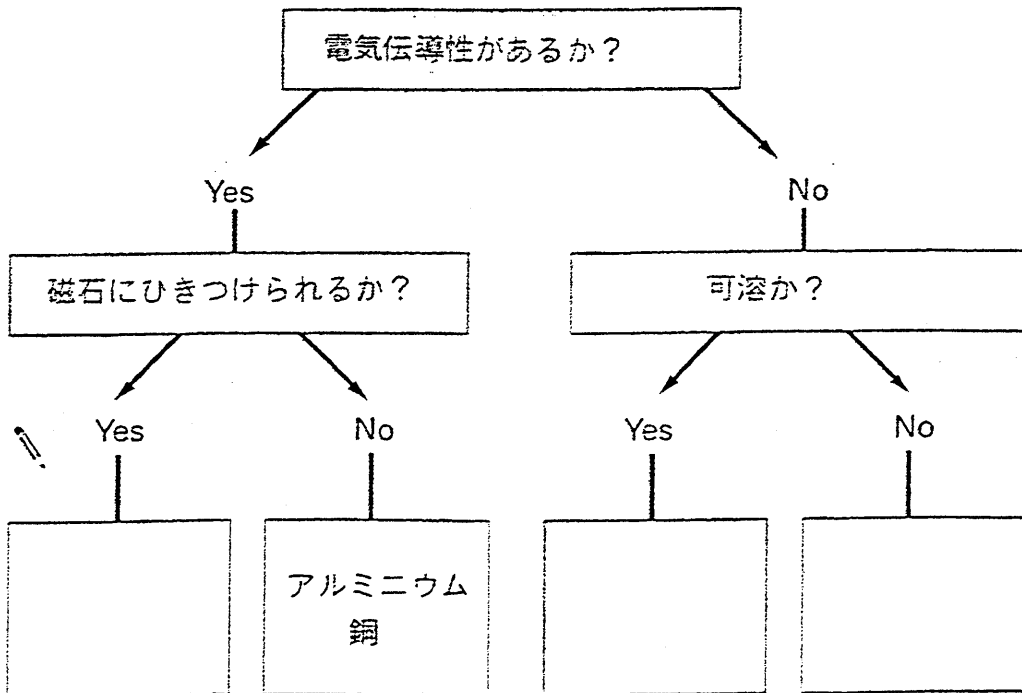 電気伝導性があるか？
Yes
No
磁石にひきつけられるか？
可溶か？
Yes
No
Yes
No
アルミニウム
銅